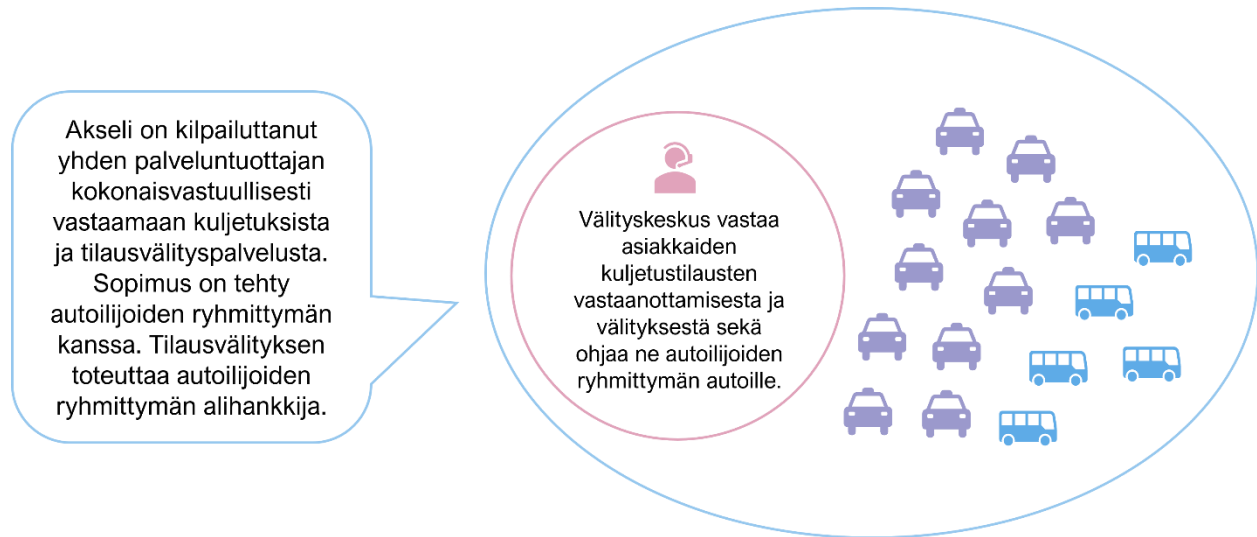 Akseli on kilpailuttanut
yhden palveluntuottajan
kokonaisvastuullisesti
vastaamaan kuljetuksista
ja tilausvälityspalvelusta.
Sopimus on tehty
autoilijoiden ryhmittymän
kanssa. Tilausvälityksen
toteuttaa autoilijoiden
ryhmittymän alihankkija.
Välityskeskus vastaa
asiakkaiden
kuljetustilausten
vastaanottamisesta ja
välityksestä sekä
ohjaa ne autoilijoiden
ryhmittymän autoille.